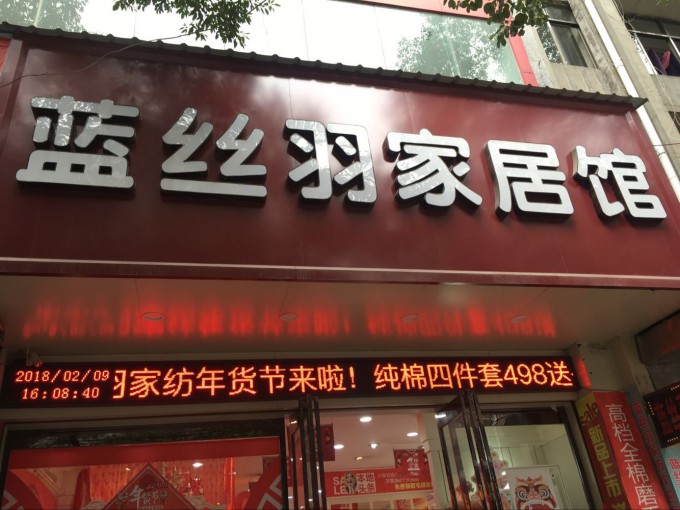 蓝丝羽家居馆
2018/02/09
16:08:40
羽家纺年货节来啦！纯棉四件套498送
新品上市
高档全棉磨
SALE